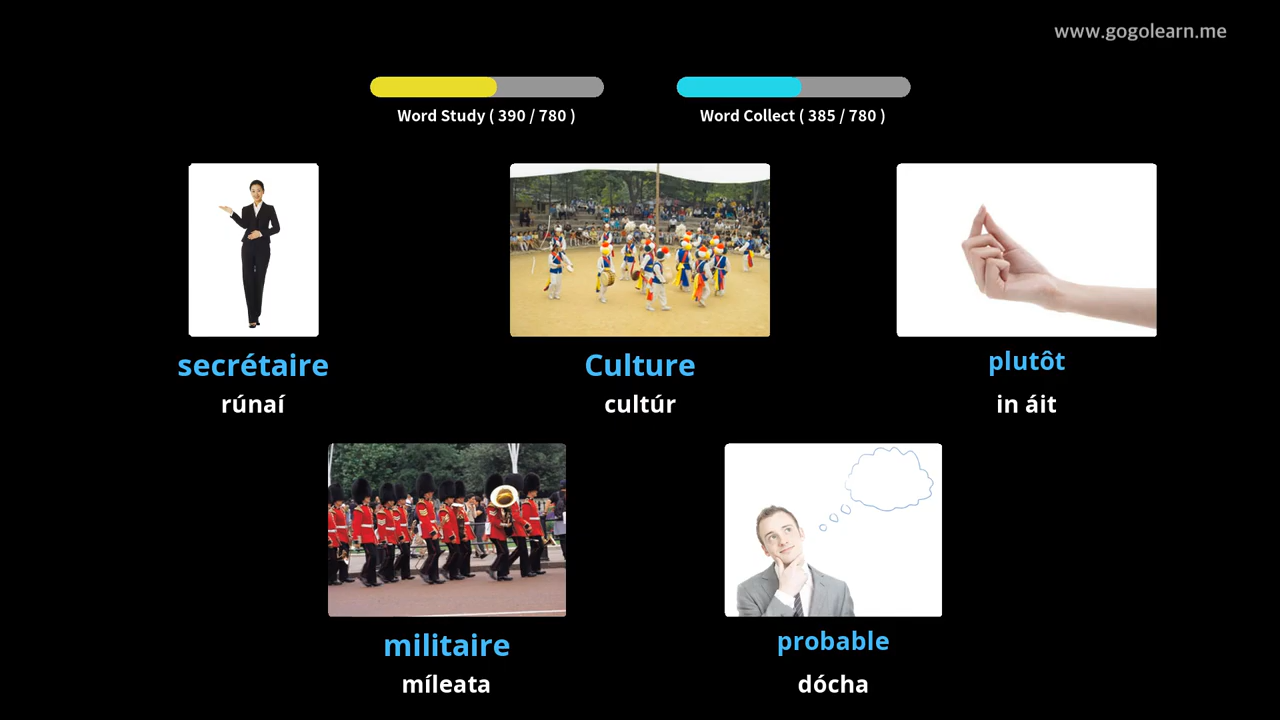 www.gogolearn.me
Word Study ( 390 / 780 )
Word Collect ( 385 / 780 )
secrétaire
rúnaí
Culture
cultúr
plutôt
in áit
militaire
míleata
probable
dócha